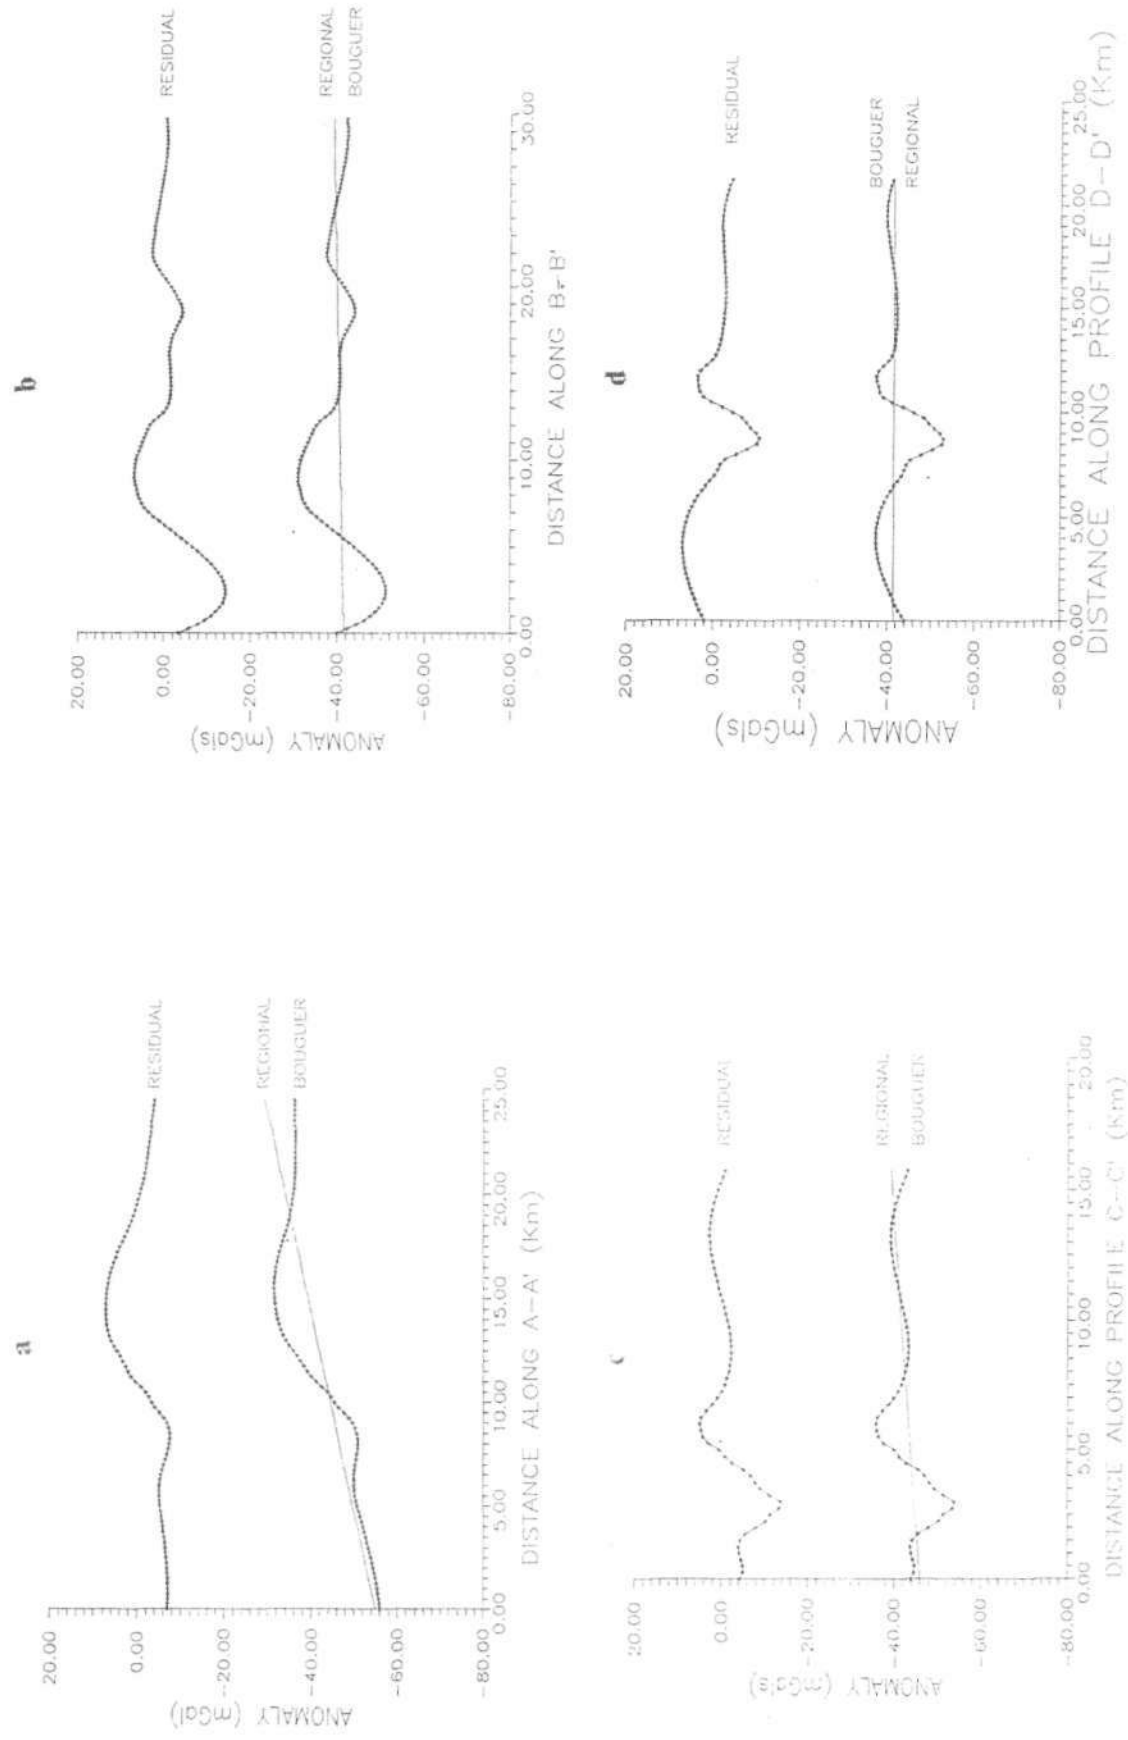 a
20.00
0.00
-20.00
-40.00
-60.00
-80.00
ANOMALY (mGal)
RESIDUAL
REGIONAL
BOUGUER
0.00
5.00
10.00
15.00
20.00
25.00
DISTANCE ALONG A-A' (Km)
b
20.00
0.00
-20.00
-40.00
-60.00
-80.00
ANOMALY (mGals)
RESIDUAL
REGIONAL
BOUGUER
0.00
10.00
20.00
30.00
DISTANCE ALONG B-B'
c
20.00
0.00
-20.00
-40.00
-60.00
-80.00
ANOMALY (mGals)
RESIDUAL
REGIONAL
BOUGUER
0.00
5.00
10.00
15.00
20.00
DISTANCE ALONG PROFILE C-C' (Km)
d
20.00
0.00
-20.00
-40.00
-60.00
-80.00
ANOMALY (mGals)
RESIDUAL
BOUGUER
REGIONAL
0.00
5.00
10.00
15.00
20.00
25.00
DISTANCE ALONG PROFILE D-D' (Km)